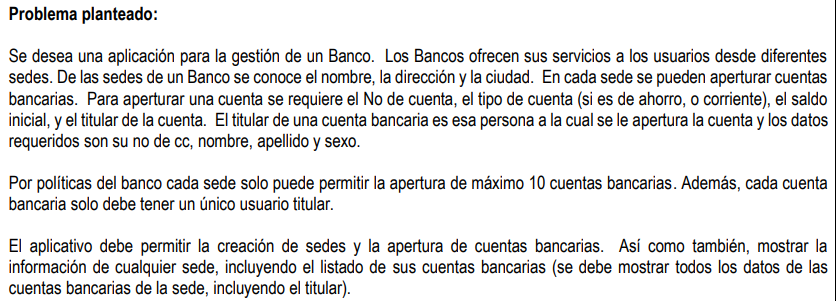 Problema planteado:
Se desea una aplicación para la gestión de un Banco. Los Bancos ofrecen sus servicios a los usuarios desde diferentes
sedes. De las sedes de un Banco se conoce el nombre, la dirección y la ciudad. En cada sede se pueden aperturar cuentas
bancarias. Para aperturar una cuenta se requiere el No de cuenta, el tipo de cuenta (si es de ahorro, o corriente), el saldo
inicial, y el titular de la cuenta. El titular de una cuenta bancaria es esa persona a la cual se le apertura la cuenta y los datos
requeridos son su no de cc, nombre, apellido y sexo.
Por políticas del banco cada sede solo puede permitir la apertura de máximo 10 cuentas bancarias. Además, cada cuenta
bancaria solo debe tener un único usuario titular.
El aplicativo debe permitir la creación de sedes y la apertura de cuentas bancarias. Así como también, mostrar la
información de cualquier sede, incluyendo el listado de sus cuentas bancarias (se debe mostrar todos los datos de las
cuentas bancarias de la sede, incluyendo el titular).